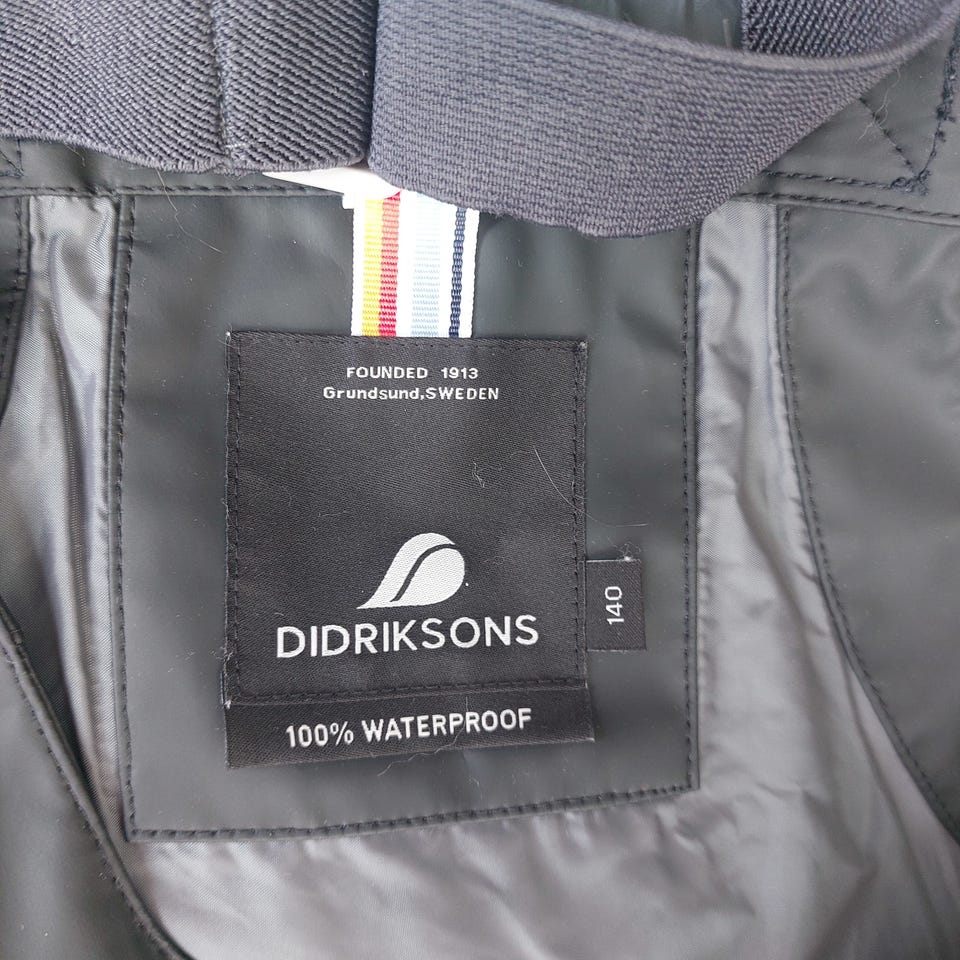 FOUNDED 1913
Grundsund,SWEDEN
DIDRIKSONS
140
100% WATERPROOF